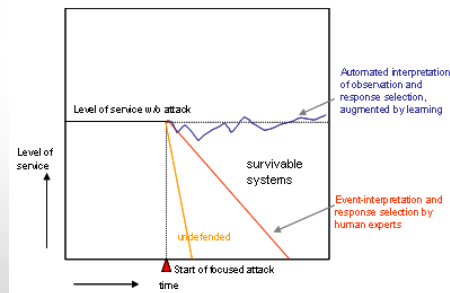 Automated interpretation
of observation and
response selection,
augmented by learning
Level of service w/o attack
Level of
service
survivable
systems
Event-interpretation and
response selection by
human experts
undefended
Start of focused attack
time